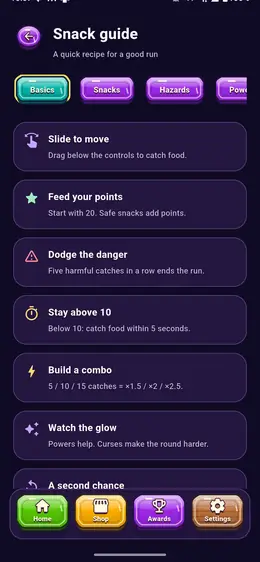 Snack guide
A quick recipe for a good run
Basics
Snacks
Hazards
Powe
Slide to move
Drag below the controls to catch food.
Feed your points
Start with 20. Safe snacks add points.
Dodge the danger
Five harmful catches in a row ends the run.
Stay above 10
Below 10: catch food within 5 seconds.
Build a combo
5 / 10 / 15 catches = ×1.5 / ×2 / ×2.5.
Watch the glow
Powers help. Curses make the round harder.
A second chance
Home
Shop
Awards
Settings